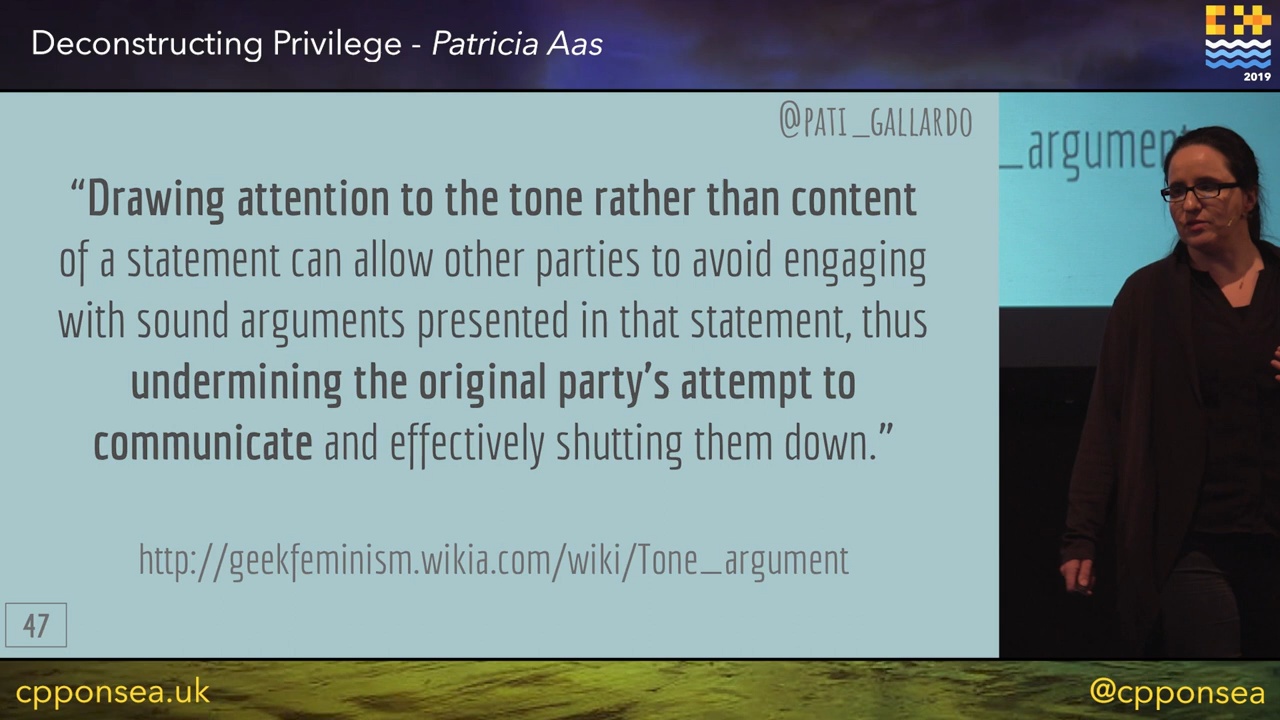 Deconstructing Privilege - Patricia Aas
2019
@PATI_GALLARDO
“Drawing attention to the tone rather than content
of a statement can allow other parties to avoid engaging
with sound arguments presented in that statement, thus
undermining the original party’s attempt to
communicate and effectively shutting them down.”
http://geekfeminism.wikia.com/wiki/Tone_argument
47
_argument
cpponsea.uk
@cpponsea